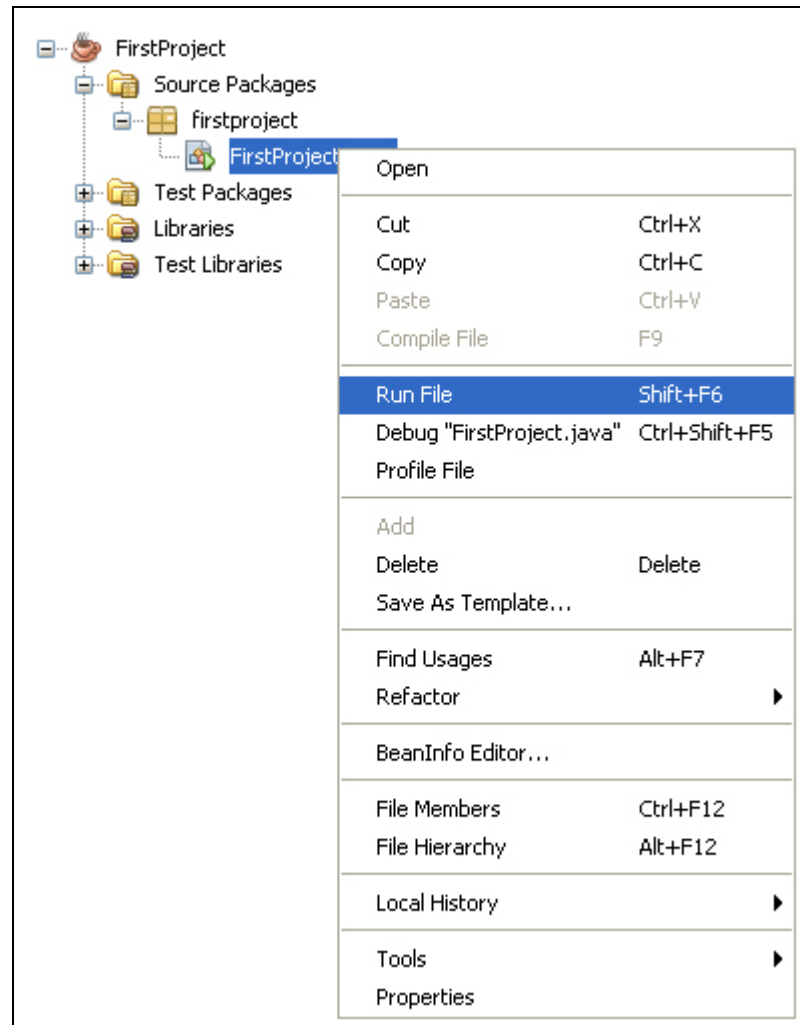 FirstProject
Source Packages
firstproject
FirstProject
Test Packages
Libraries
Test Libraries
Open
Cut Ctrl+X
Copy Ctrl+C
Paste Ctrl+V
Compile File F9
Run File Shift+F6
Debug "FirstProject.java" Ctrl+Shift+F5
Profile File
Add
Delete Delete
Save As Template...
Find Usages Alt+F7
Refactor
BeanInfo Editor...
File Members Ctrl+F12
File Hierarchy Alt+F12
Local History
Tools
Properties